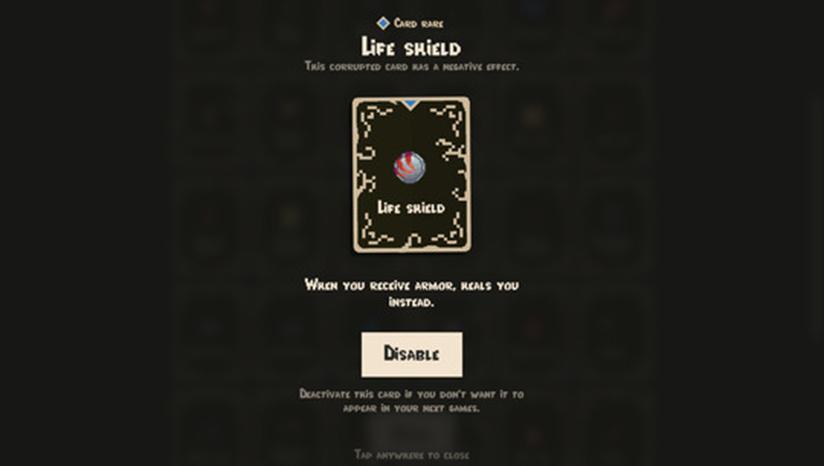 Card rare
Life shield
This corrupted card has a negative effect.
Life shield
When you receive armor, heals you
instead.
Disable
Deactivate this card if you don't want it to
appear in your next games.
Tap anywhere to close